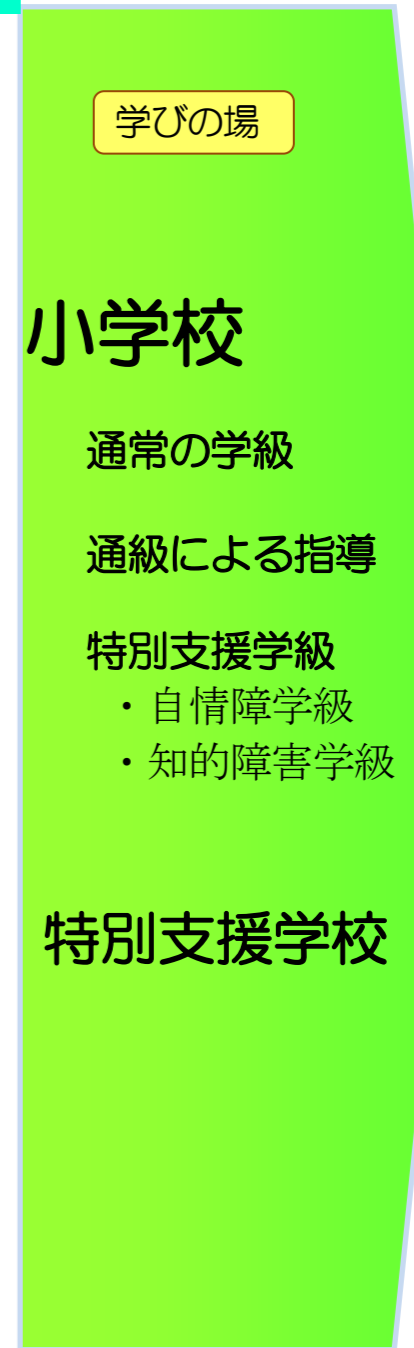 学びの場
小学校
通常の学級
通級による指導
特別支援学級
・自情障学級
・知的障害学級
特別支援学校